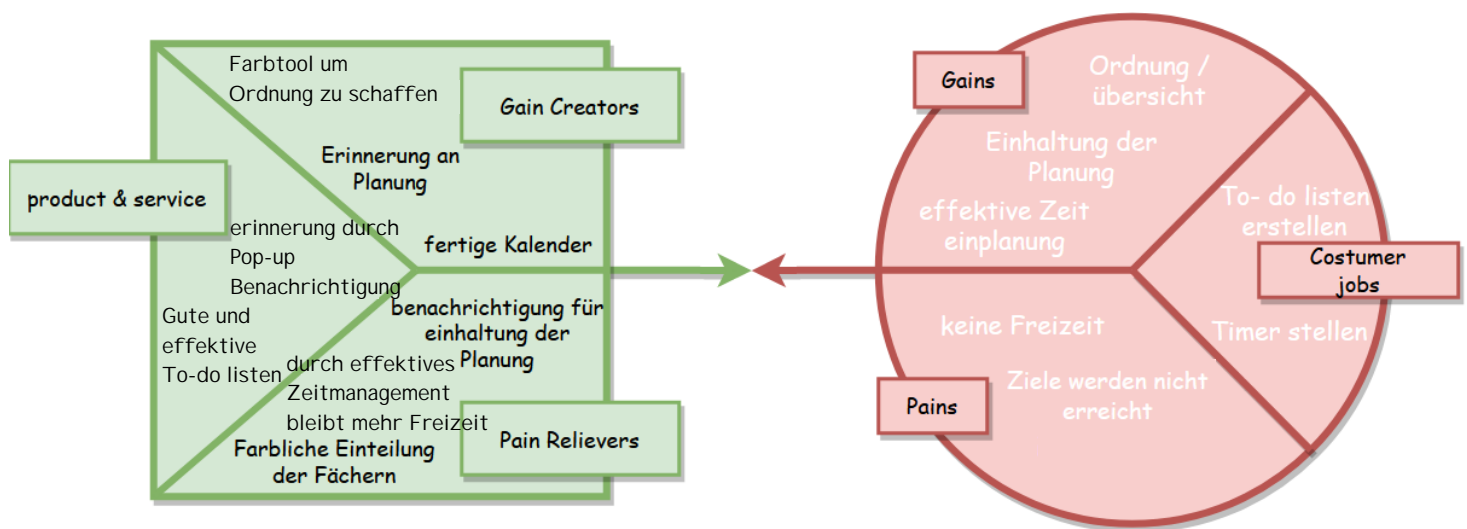 Farbtool um
Ordnung zu schaffen
Gain Creators
Erinnerung an
Planung
product & service
erinnerung durch
Pop-up
Benachrichtigung
fertige Kalender
Gute und
effektive
To-do listen
benachrichtigung für
einhaltung der
Planung
durch effektives
Zeitmanagement
bleibt mehr Freizeit
Farbliche Einteilung
der Fächern
Pain Relievers
Gains
Ordnung /
übersicht
Einhaltung der
Planung
effektive Zeit
einplanung
To- do listen
erstellen
Costumer
jobs
Timer stellen
keine Freizeit
Ziele werden nicht
erreicht
Pains